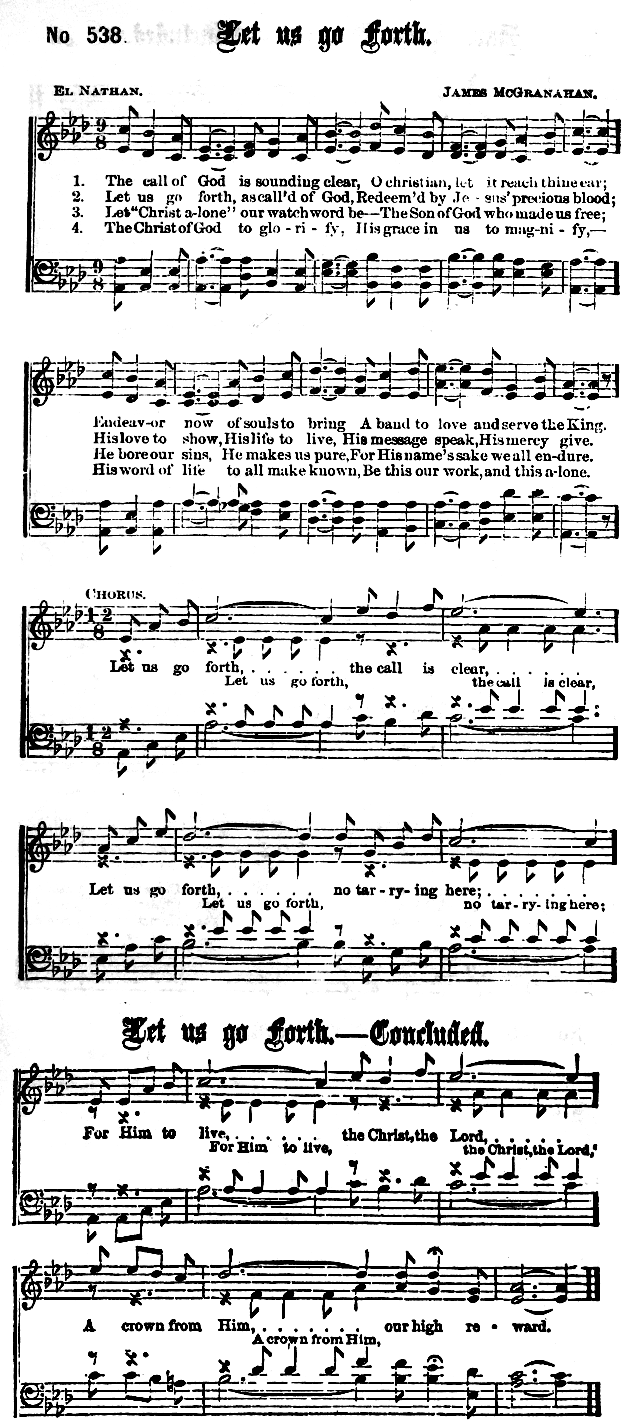 No 538. Let us go Forth.
El Nathan. James McGranahan.
9 8
1. The call of God is sounding clear, O christian, let it reach thine ear;
2. Let us go forth, as call'd of God, Redeem'd by Je - sus' precious blood;
3. Let "Christ a-lone" our watchword be—The Son of God who made us free;
4. The Christ of God to glo - ri - fy, His grace in us to mag-ni - fy,—
9 8
Endeav-or now of souls to bring A band to love and serve the King.
His love to show, His life to live, His message speak, His mercy give.
He bore our sins, He makes us pure, For His name's sake we all en-dure.
His word of life to all make known, Be this our work, and this a-lone.
Chorus.
12 8
Let us go forth, . . . . . . the call is clear, . . . . . .
Let us go forth, the call is clear,
12 8
Let us go forth, . . . . . . no tar - ry - ing here; . . . . . .
Let us go forth, no tar - ry - ing here;
Let us go Forth.—Concluded.
For Him to live, . . . . . . the Christ, the Lord, . . . . .
For Him to live, the Christ, the Lord,
A crown from Him, . . . . . . . our high re - ward.
A crown from Him,